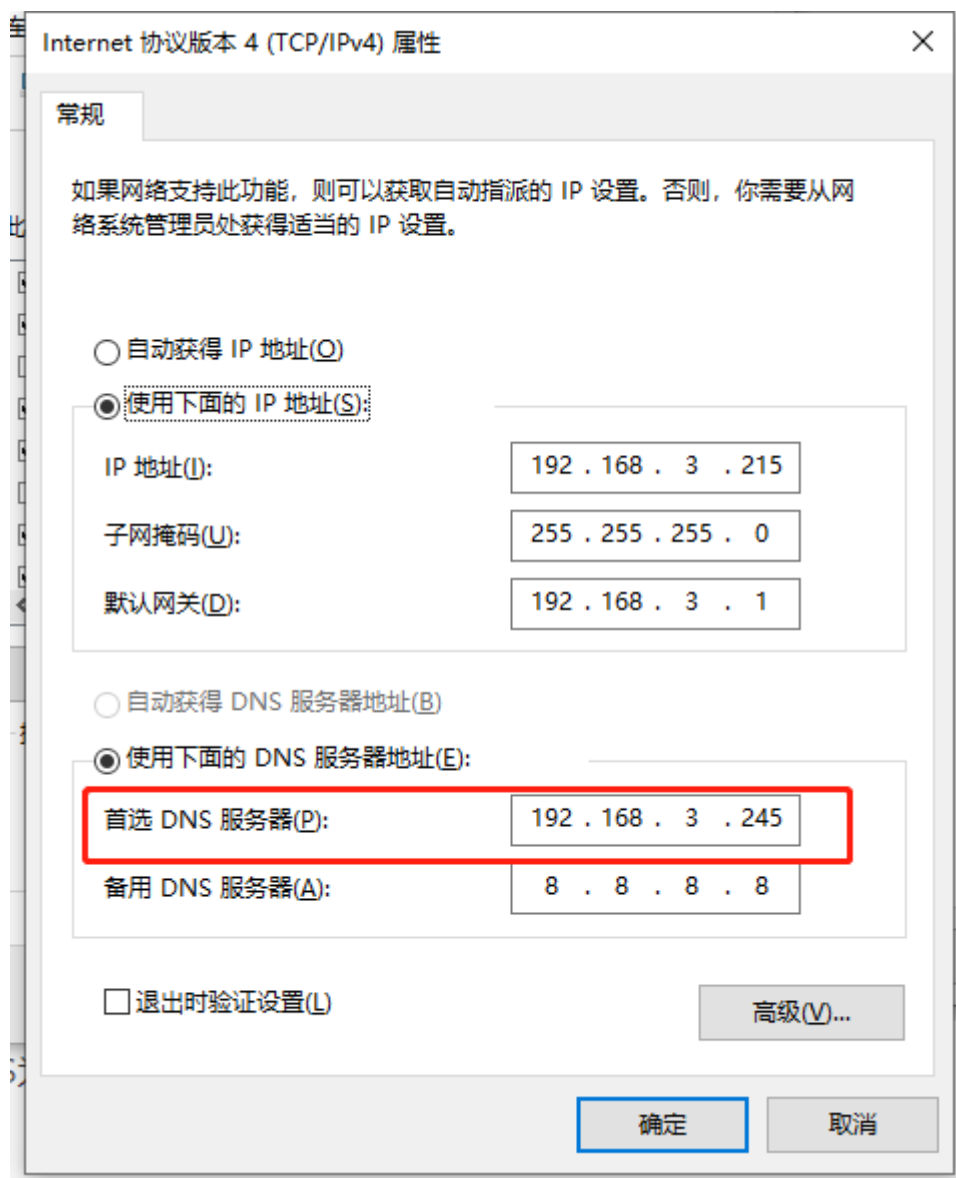 Internet 协议版本 4 (TCP/IPv4) 属性
常规
如果网络支持此功能，则可以获取自动指派的 IP 设置。否则，你需要从网
络系统管理员处获得适当的 IP 设置。
自动获得 IP 地址(O)
使用下面的 IP 地址(S):
IP 地址(I):
192 . 168 . 3 . 215
子网掩码(U):
255 . 255 . 255 . 0
默认网关(D):
192 . 168 . 3 . 1
自动获得 DNS 服务器地址(B)
使用下面的 DNS 服务器地址(E):
首选 DNS 服务器(P):
192 . 168 . 3 . 245
备用 DNS 服务器(A):
8 . 8 . 8 . 8
退出时验证设置(L)
高级(V)...
确定
取消